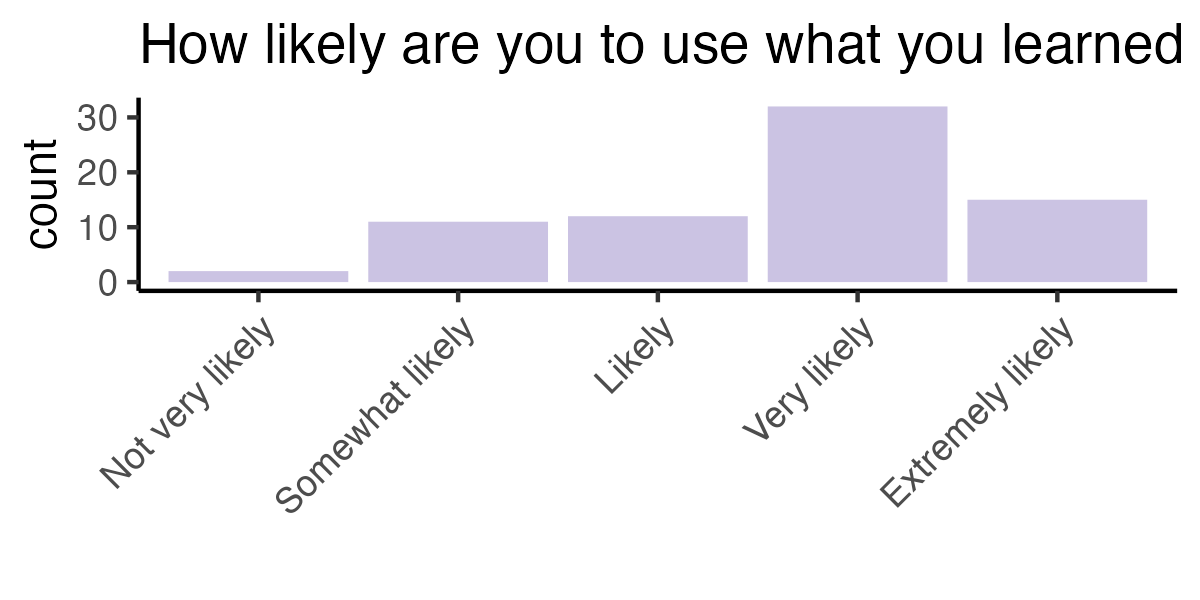 How likely are you to use what you learned
count
30
20
10
0
Not very likely
Somewhat likely
Likely
Very likely
Extremely likely